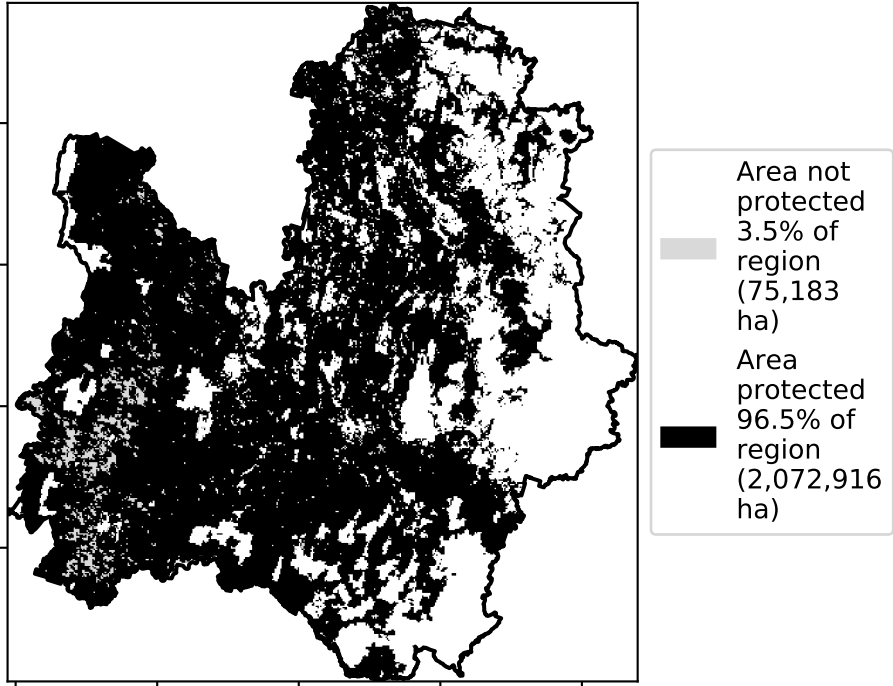 Area not
protected
3.5% of
region
(75,183
ha)
Area
protected
96.5% of
region
(2,072,916
ha)